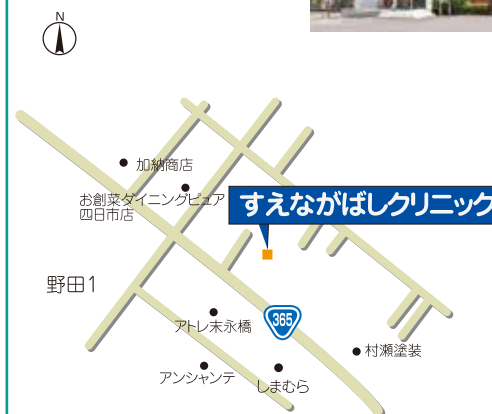 N
加納商店
お創菜ダイニングピュア
四日市店
すえながばしクリニック
野田1
アトレ末永橋
365
村瀬塗装
アンシャンテ
しまむら